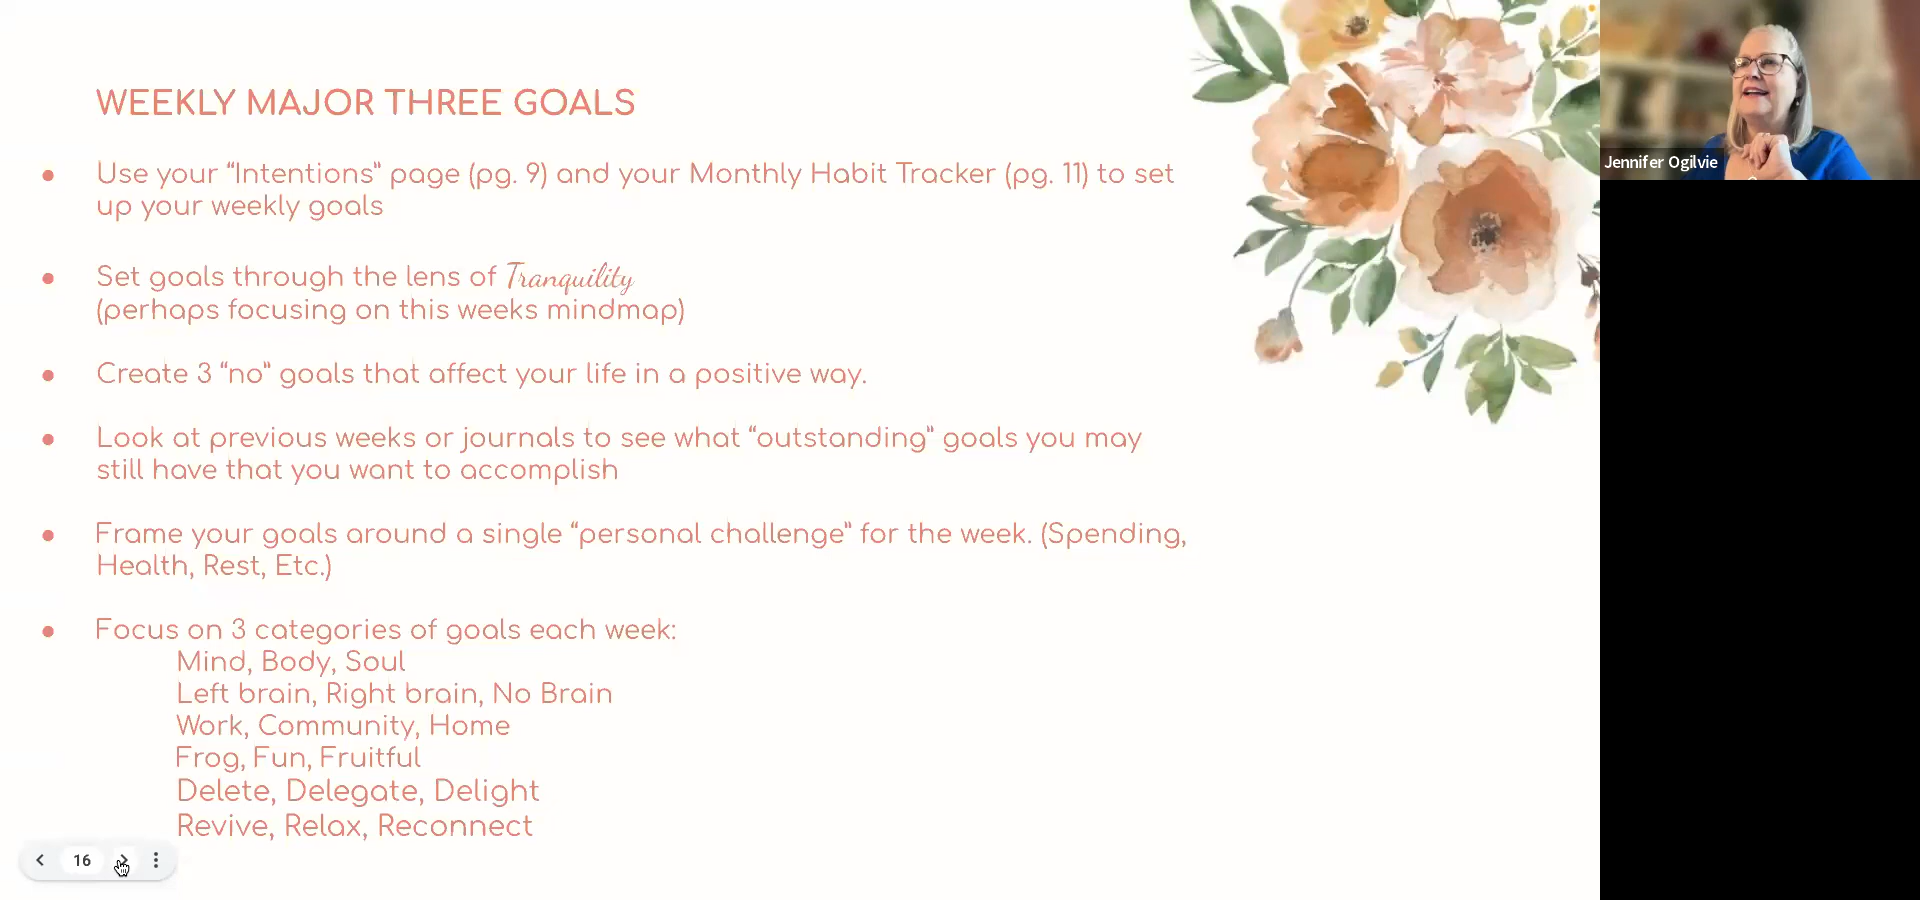 WEEKLY MAJOR THREE GOALS
● Use your “Intentions” page (pg. 9) and your Monthly Habit Tracker (pg. 11) to set
up your weekly goals
● Set goals through the lens of Tranquility
(perhaps focusing on this weeks mindmap)
● Create 3 “no” goals that affect your life in a positive way.
● Look at previous weeks or journals to see what “outstanding” goals you may
still have that you want to accomplish
● Frame your goals around a single “personal challenge” for the week. (Spending,
Health, Rest, Etc.)
● Focus on 3 categories of goals each week:
Mind, Body, Soul
Left brain, Right brain, No Brain
Work, Community, Home
Frog, Fun, Fruitful
Delete, Delegate, Delight
Revive, Relax, Reconnect
16
Jennifer Ogilvie